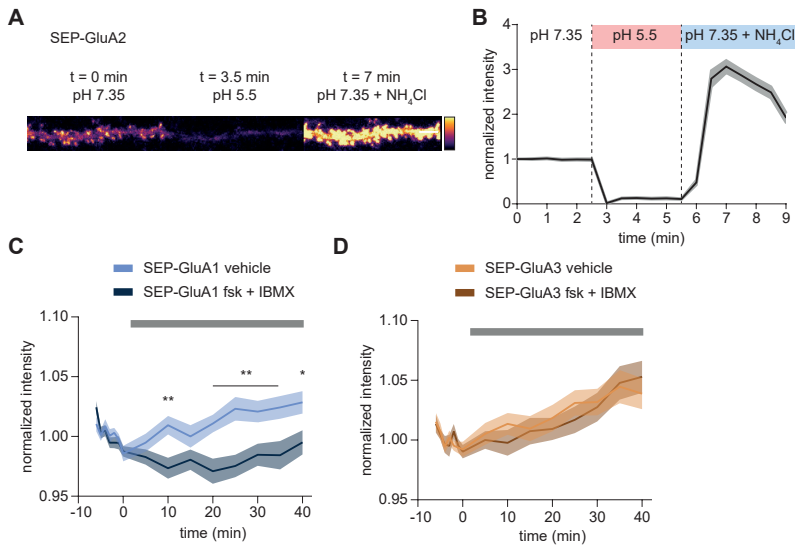 A
SEP-GluA2
t = 0 min
pH 7.35
t = 3.5 min
pH 5.5
t = 7 min
pH 7.35 + NH₄Cl
B
pH 7.35
pH 5.5
pH 7.35 + NH₄Cl
normalized intensity
4
3
2
1
0
0 1 2 3 4 5 6 7 8 9
time (min)
C
SEP-GluA1 vehicle
SEP-GluA1 fsk + IBMX
normalized intensity
1.10
1.05
1.00
0.95
** ** *
-10 0 10 20 30 40
time (min)
D
SEP-GluA3 vehicle
SEP-GluA3 fsk + IBMX
normalized intensity
1.10
1.05
1.00
0.95
-10 0 10 20 30 40
time (min)